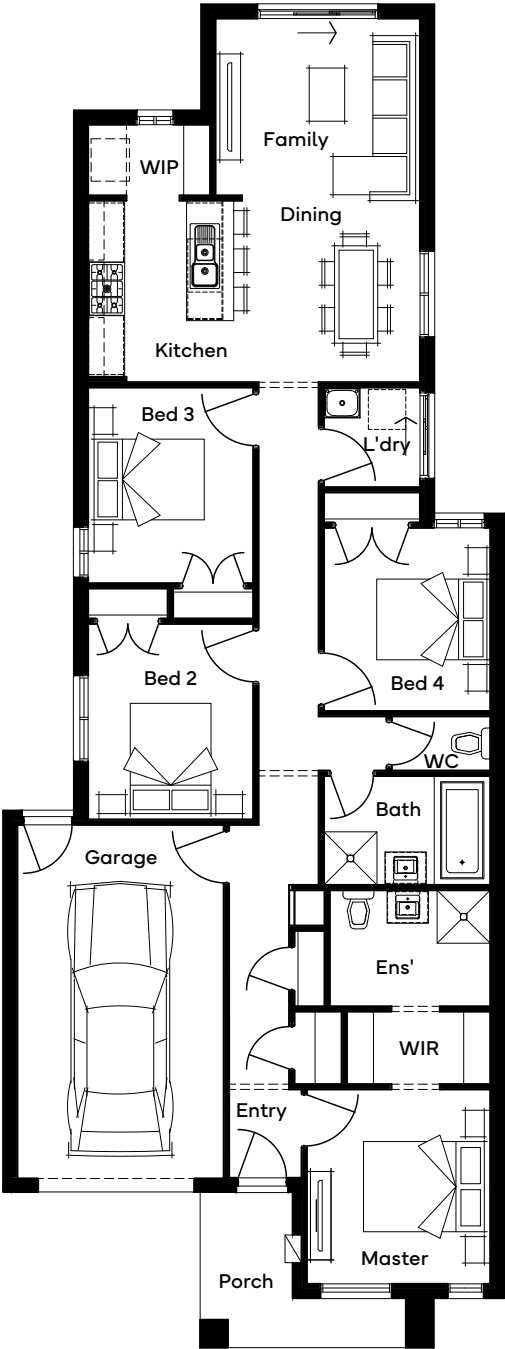 Family
WIP
Dining
Kitchen
Bed 3
L'dry
Bed 2
Bed 4
WC
Bath
Garage
Ens'
WIR
Entry
Master
Porch